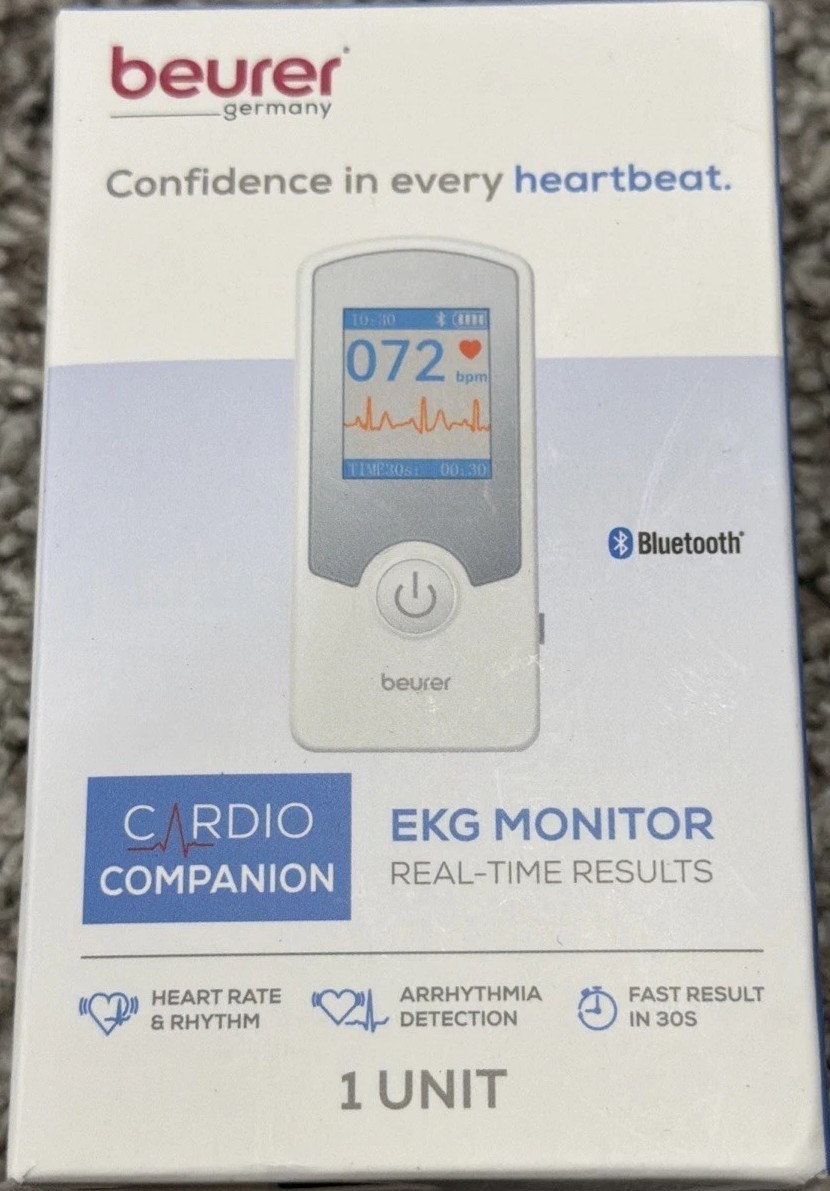 beurer
germany
Confidence in every heartbeat.
10:30
072
bpm
TIME30s: 00:30
Bluetooth®
beurer
CARDIO
COMPANION
EKG MONITOR
REAL-TIME RESULTS
HEART RATE
& RHYTHM
ARRHYTHMIA
DETECTION
FAST RESULT
IN 30S
1 UNIT